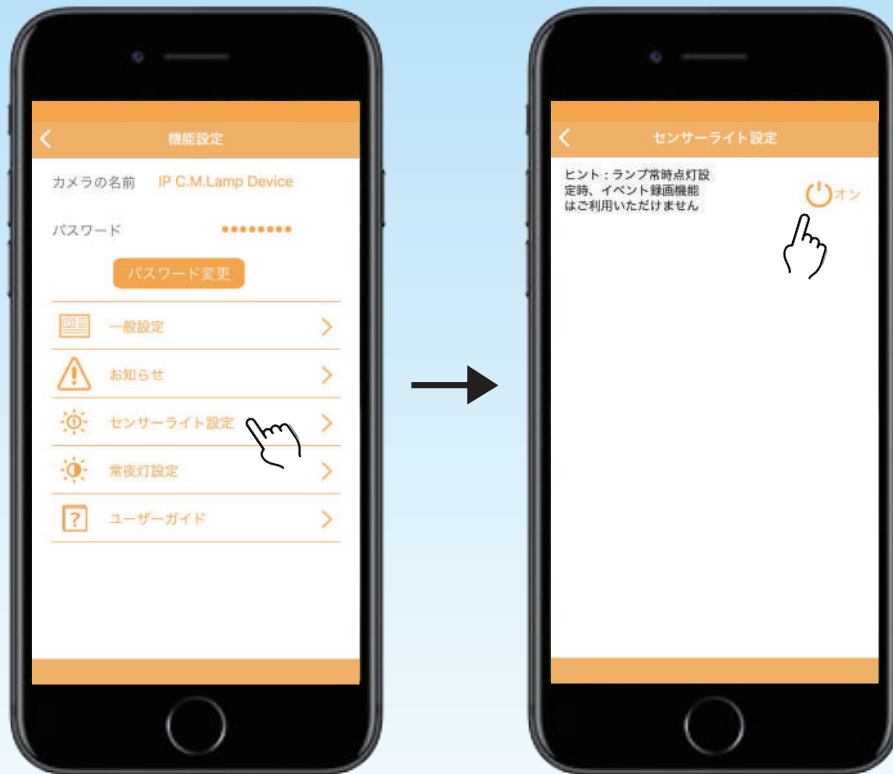 機能設定
カメラの名前 IP C.M.Lamp Device
パスワード ••••••••
パスワード変更
一般設定
お知らせ
センサーライト設定
常夜灯設定
ユーザーガイド
センサーライト設定
ヒント：ランプ常時点灯設
定時、イベント録画機能
はご利用いただけません
オン